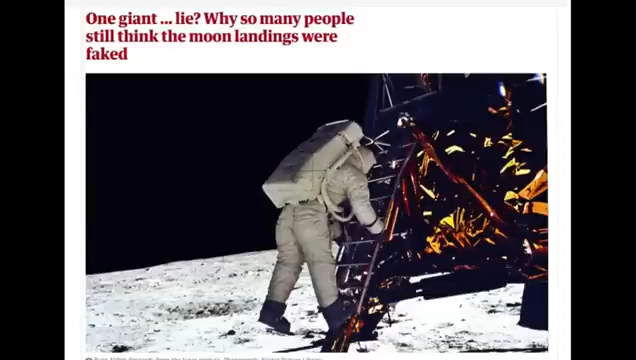 One giant ... lie? Why so many people
still think the moon landings were
faked